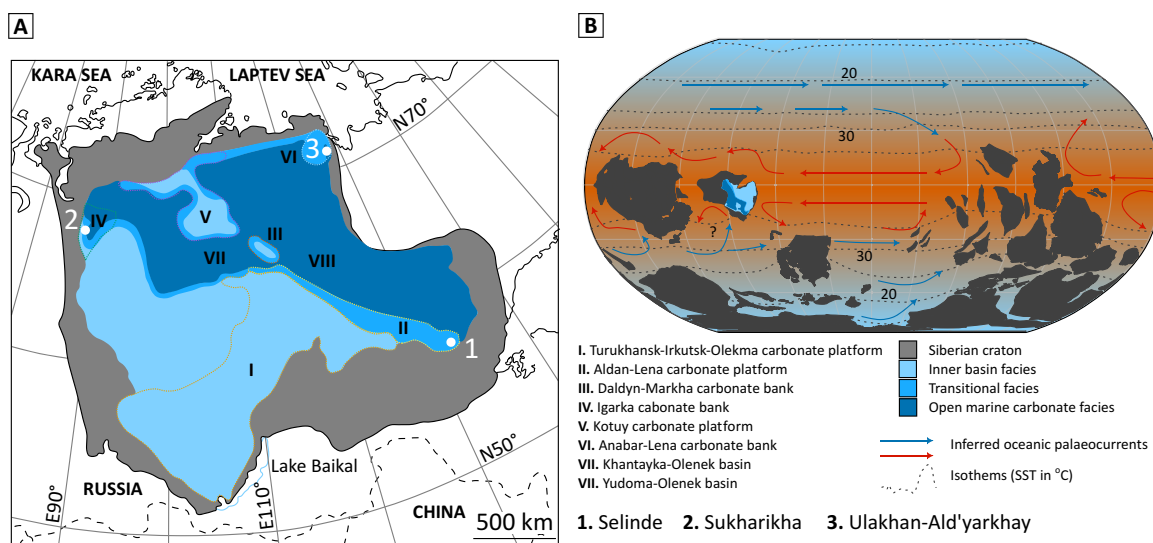 A
KARA SEA
LAPTEV SEA
N70°
VI
3
2
IV
V
III
VII
VIII
II
1
I
Lake Baikal
N50°
RUSSIA
E90°
E110°
CHINA
500 km
B
20
30
?
30
20
I. Turukhansk-Irkutsk-Olekma carbonate platform
II. Aldan-Lena carbonate platform
III. Daldyn-Markha carbonate bank
IV. Igarka cabonate bank
V. Kotuy carbonate platform
VI. Anabar-Lena carbonate bank
VII. Khantayka-Olenek basin
VII. Yudoma-Olenek basin
Siberian craton
Inner basin facies
Transitional facies
Open marine carbonate facies
Inferred oceanic palaeocurrents
Isothems (SST in °C)
1. Selinde 2. Sukharikha 3. Ulakhan-Ald'yarkhay